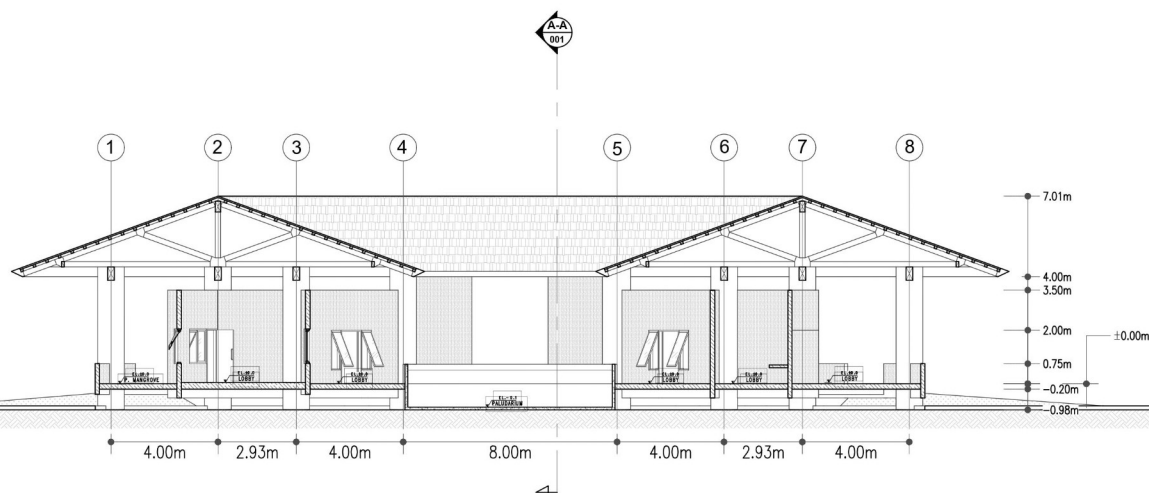 A-A
001
1 2 3 4 5 6 7 8
7.01m
4.00m
3.50m
2.00m
±0.00m
0.75m
-0.20m
-0.98m
P. MANGROVE
LOBBY
LOBBY
PALUDARIUM
LOBBY
LOBBY
LOBBY
4.00m 2.93m 4.00m 8.00m 4.00m 2.93m 4.00m